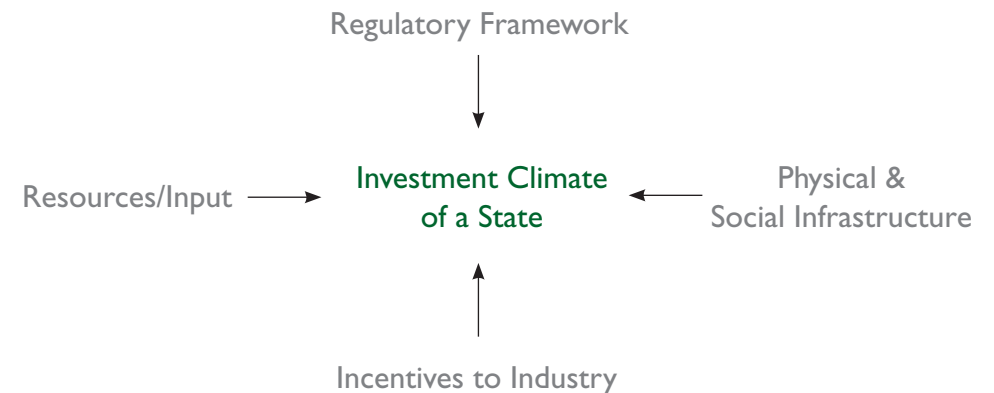 Regulatory Framework
Resources/Input
Investment Climate
of a State
Physical &
Social Infrastructure
Incentives to Industry